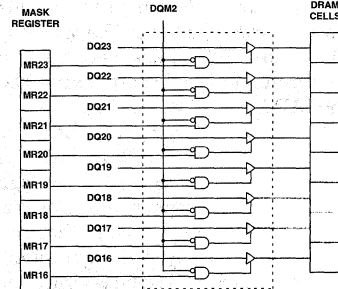 MASK
REGISTER
DQM2
DRAM
CELLS
DQ23
MR23
DQ22
MR22
DQ21
MR21
DQ20
MR20
DQ19
MR19
DQ18
MR18
DQ17
MR17
DQ16
MR16